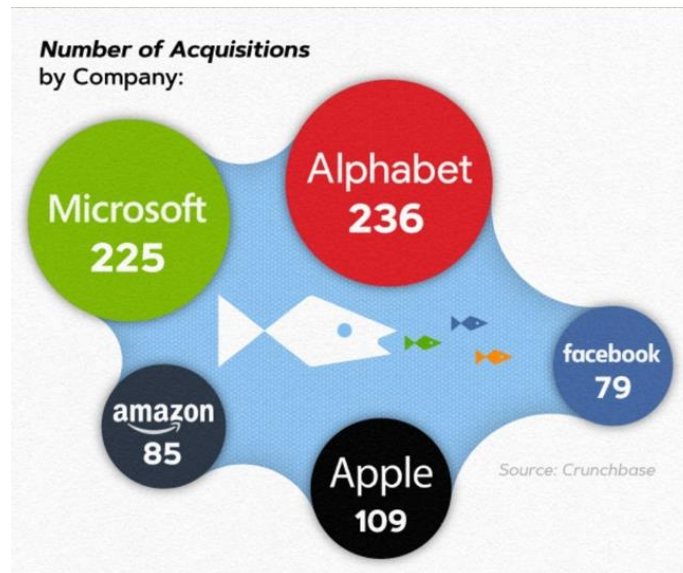 Number of Acquisitions
by Company:
Alphabet
236
Microsoft
225
facebook
79
amazon
85
Apple
109
Source: Crunchbase